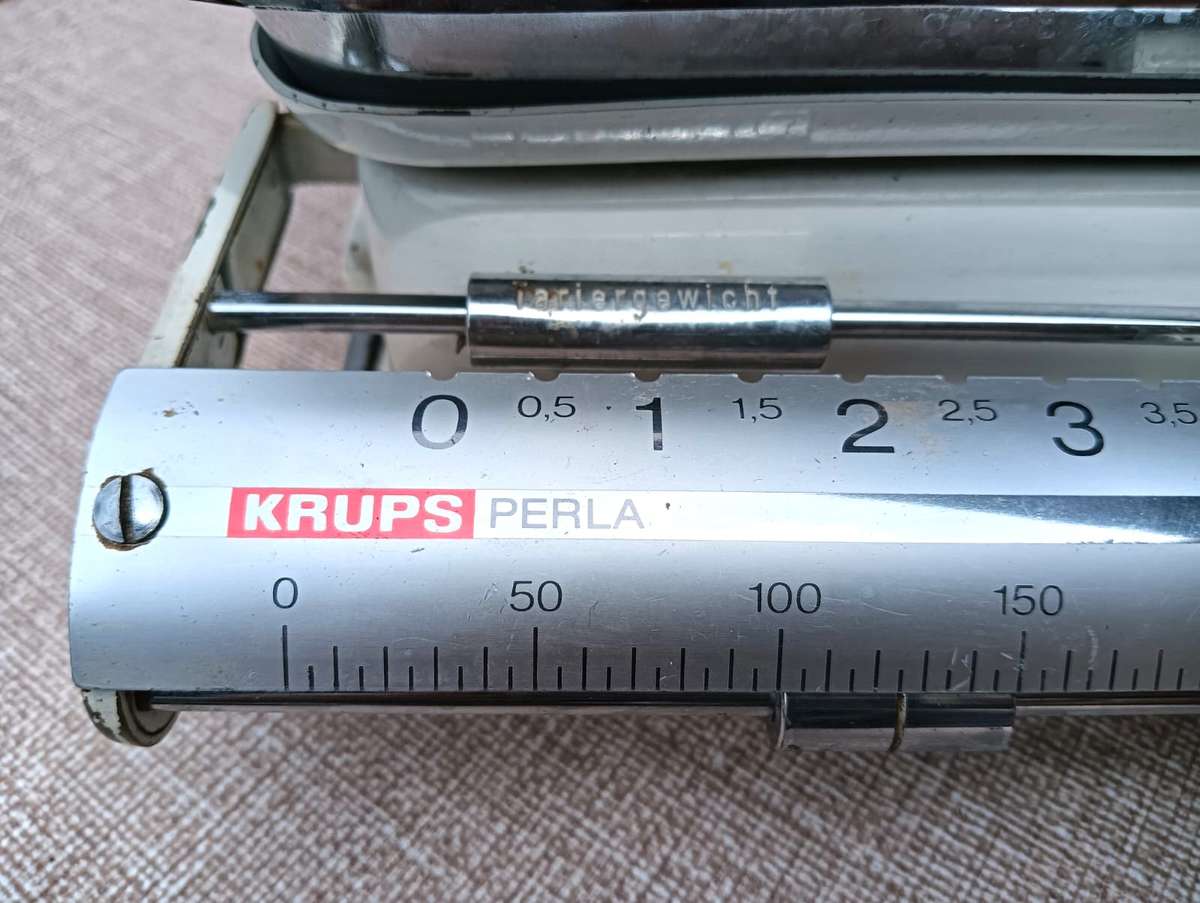 Tariergewicht
0 0,5 1 1,5 2 2,5 3 3,5
KRUPS PERLA
0 50 100 150